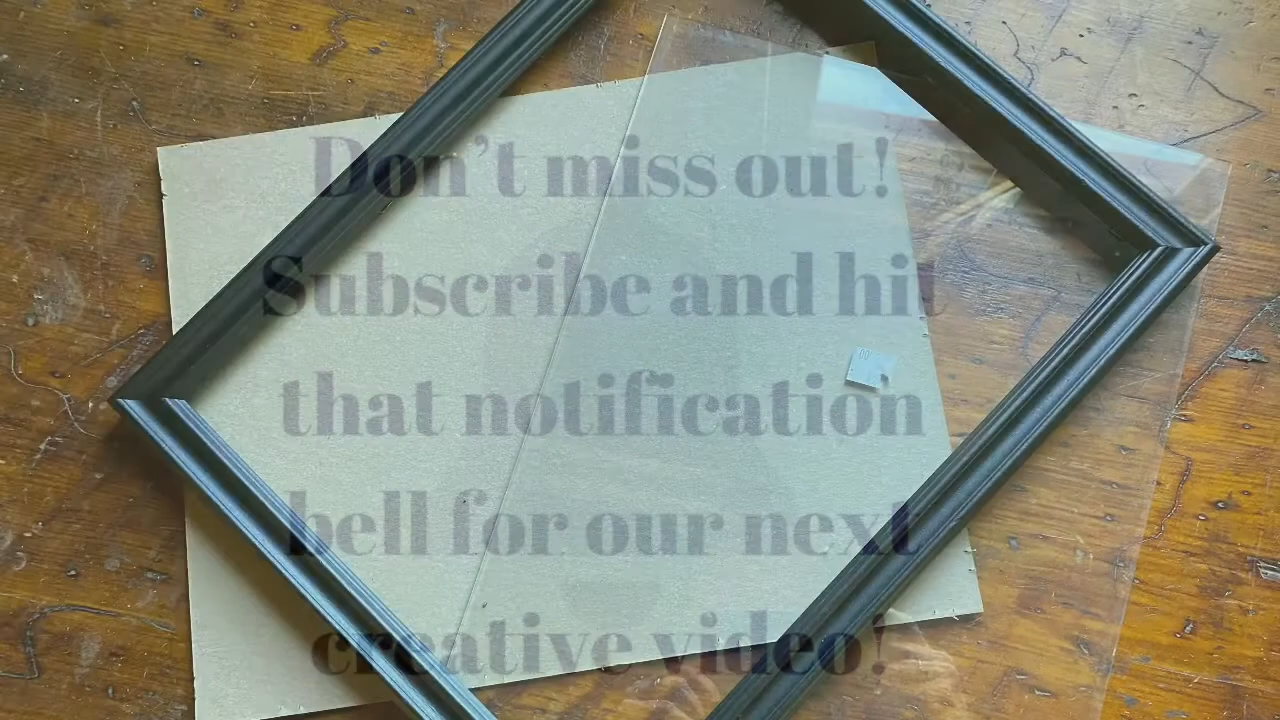 Don't miss out!
Subscribe and hit
that notification
bell for our next
creative video!